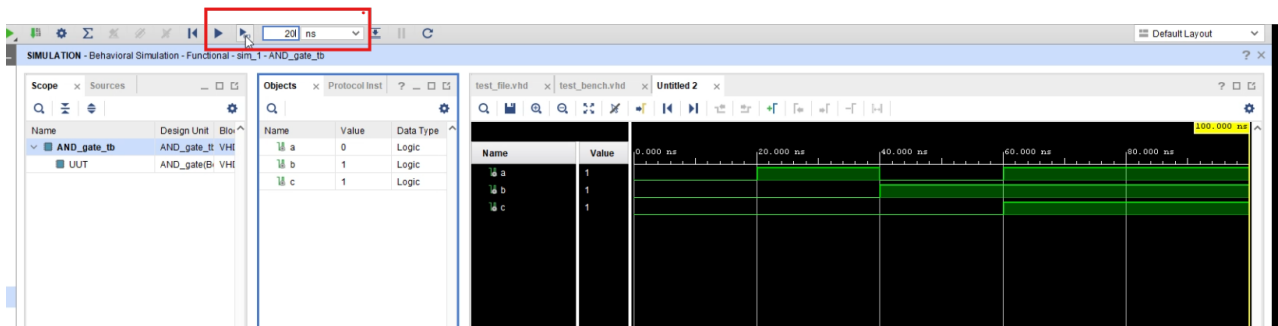 20 ns
Default Layout
SIMULATION - Behavioral Simulation - Functional - sim_1 - AND_gate_tb
?
Scope Sources
Name Design Unit
AND_gate_tb AND_gate_tb
UUT AND_gate(B
Objects Protocol Inst ?
Name Value Data Type
a 0 Logic
b 1 Logic
c 1 Logic
test_file.vhd test_bench.vhd Untitled 2 ?
100.000 ns
Name Value 0.000 ns 20.000 ns 40.000 ns 60.000 ns 80.000 ns
a 1
b 1
c 1